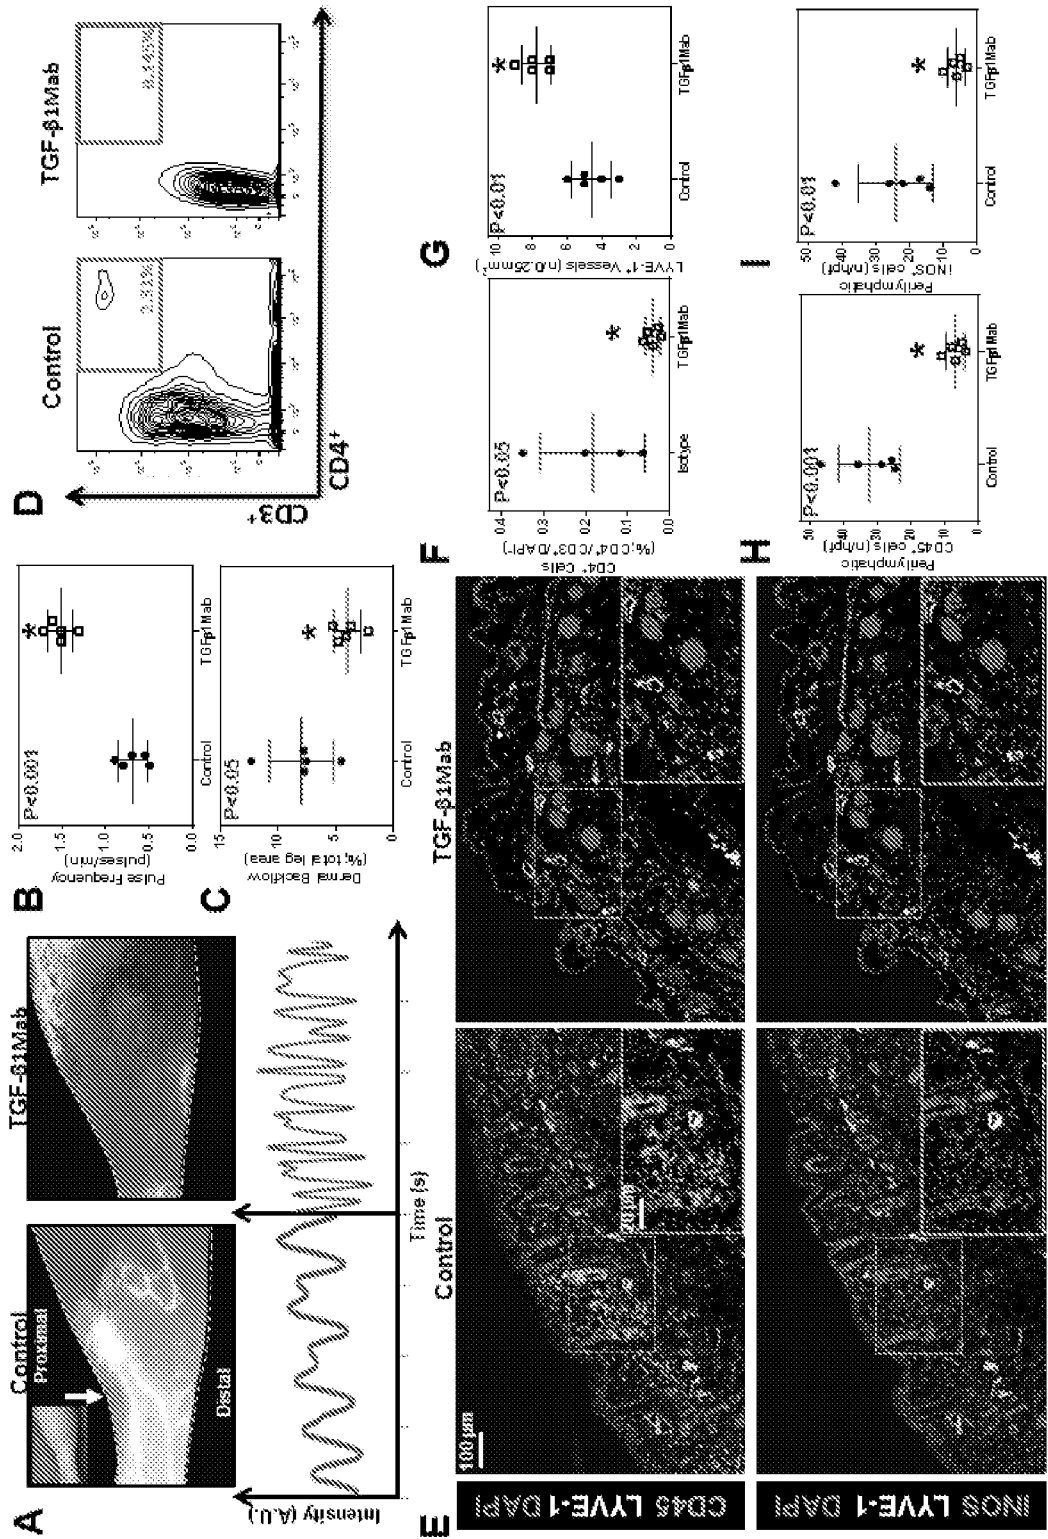 A
Control
TGF-β1Mab
Proximal
Distal
Intensity (A.U.)
Time (s)
B
P<0.001
Pulse Frequency
(pulses/min)
2.0
1.5
1.0
0.5
0.0
*
Control
TGFβ1Mab
C
P<0.05
Dermal Backflow
(%; total leg area)
15
10
5
0
*
Control
TGFβ1Mab
D
Control
TGF-β1Mab
CD3⁺
CD4⁺
E
Control
TGF-β1Mab
CD45 LYVE-1 DAPI
iNOS LYVE-1 DAPI
100 μm
20 μm
F
P<0.05
CD4⁺ Cells
(%; CD4⁺/CD3⁺/DAPI⁻)
0.4
0.3
0.2
0.1
0.0
*
Isotype
TGFβ1Mab
G
P<0.01
LYVE-1⁺ Vessels (n/0.25mm²)
10
8
6
4
2
0
*
Control
TGFβ1Mab
H
P<0.001
Perilymphatic
CD45⁺ cells (n/hpf)
50
40
30
20
10
0
*
Control
TGFβ1Mab
I
P<0.01
Perilymphatic
iNOS⁺ cells (n/hpf)
50
40
30
20
10
0
*
Control
TGFβ1Mab